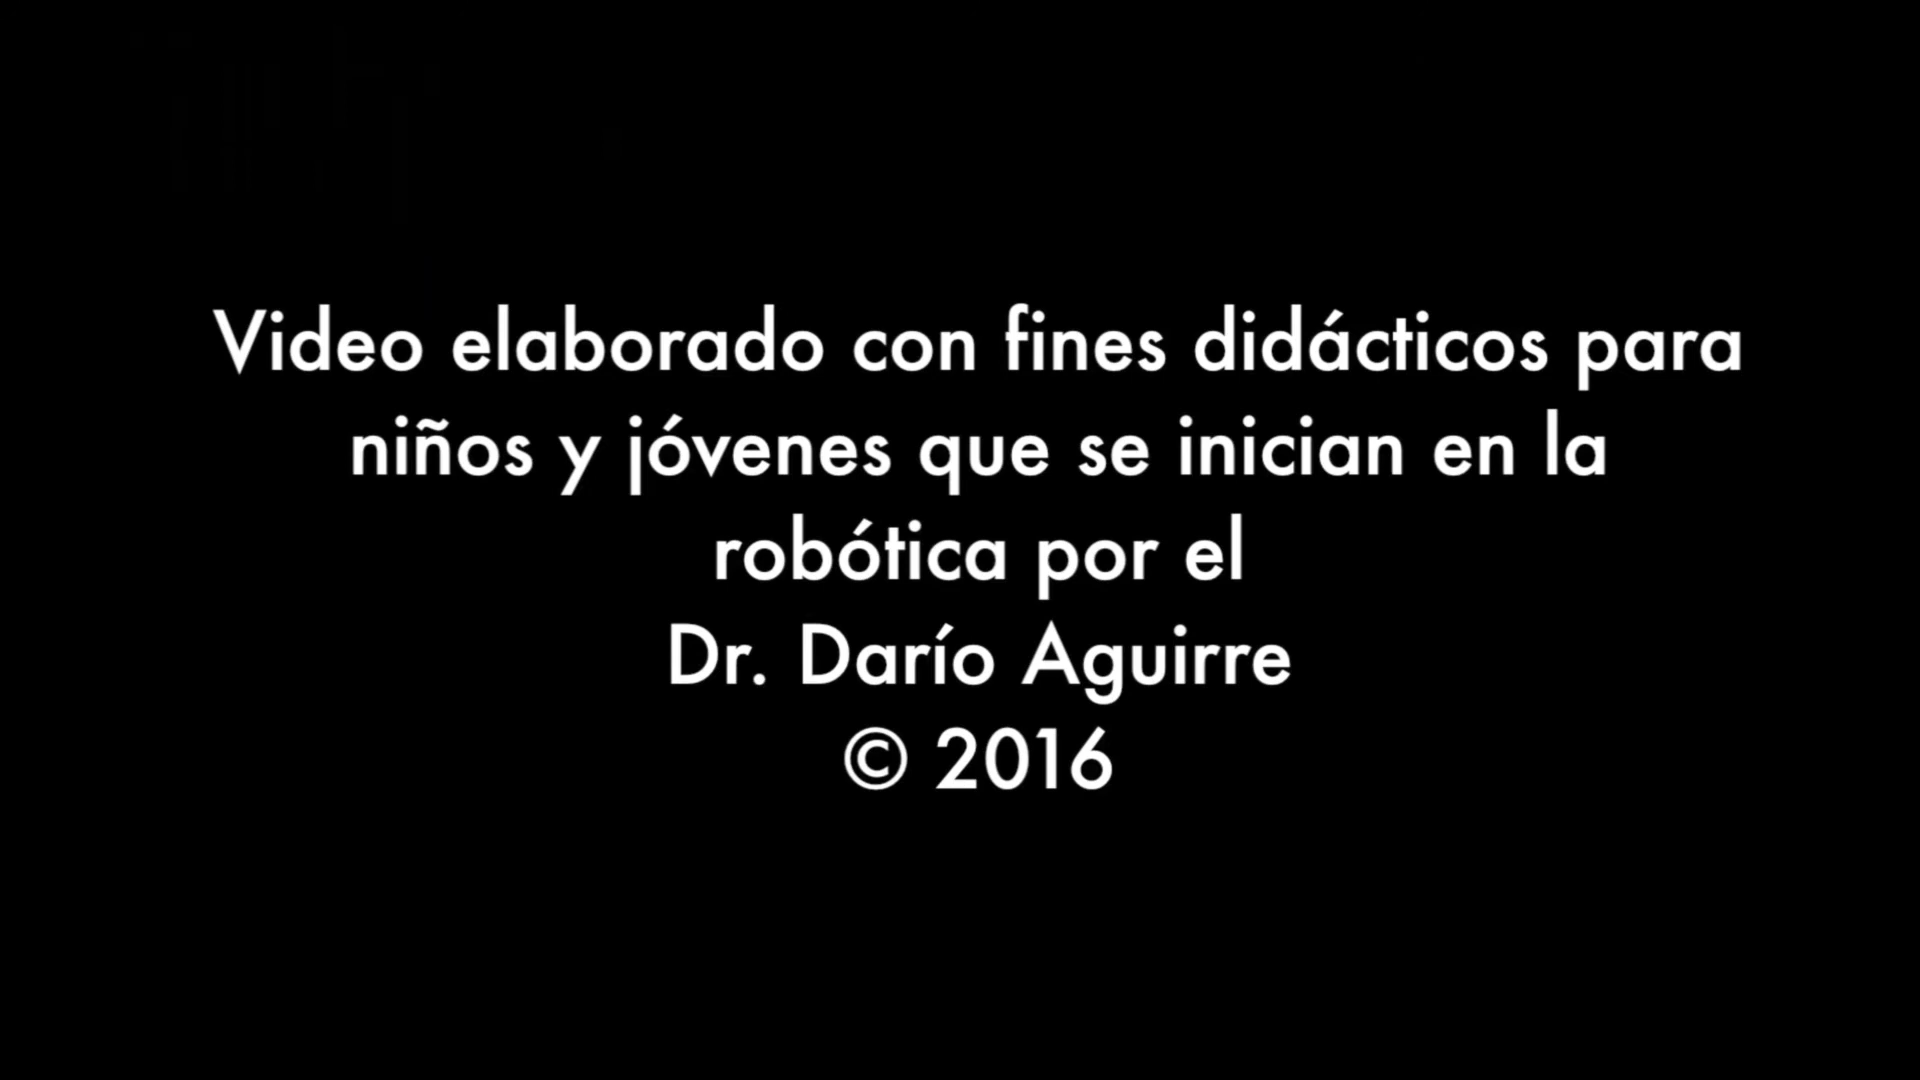 Video elaborado con fines didácticos para
niños y jóvenes que se inician en la
robótica por el
Dr. Darío Aguirre
© 2016